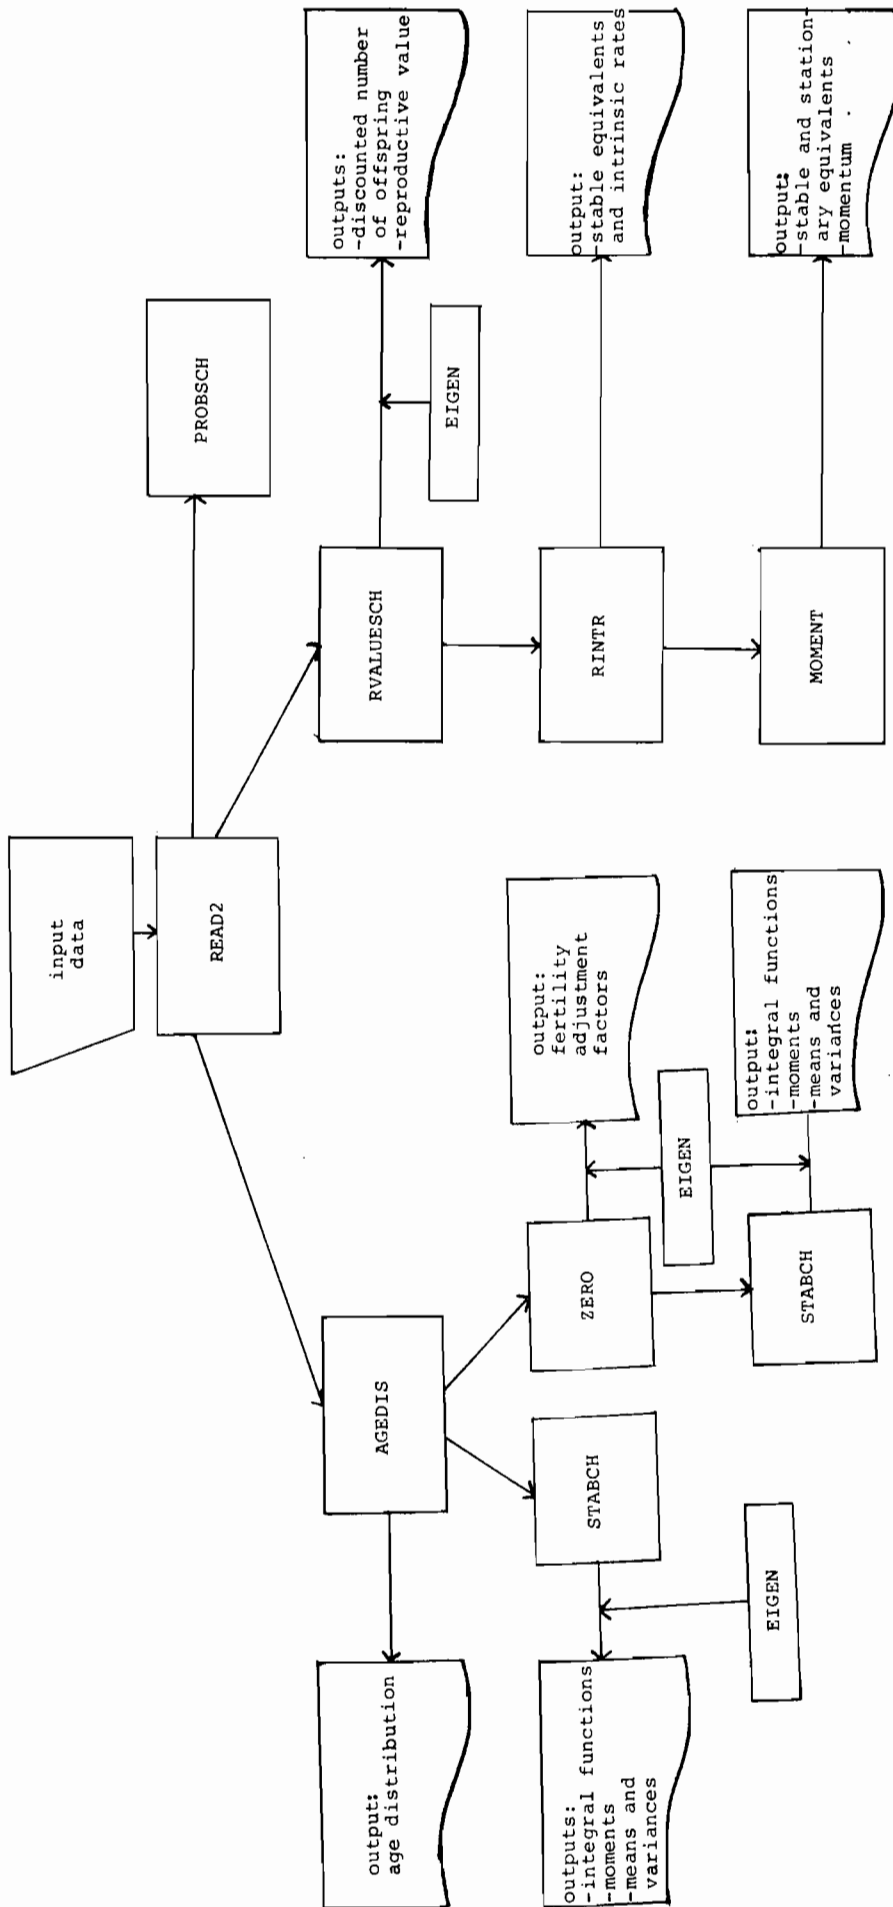 input
data
READ2
PROBSCH
AGEDIS
RVALUESCH
output:
age distribution
outputs:
-discounted number
of offspring
-reproductive value
EIGEN
STABCH
ZERO
output:
fertility
adjustment
factors
RINTR
output:
-stable equivalents
and intrinsic rates
outputs:
-integral functions
-moments
-means and
variances
EIGEN
EIGEN
STABCH
output:
-integral functions
-moments
-means and
variances
MOMENT
output:
-stable and station-
ary equivalents
-momentum . .